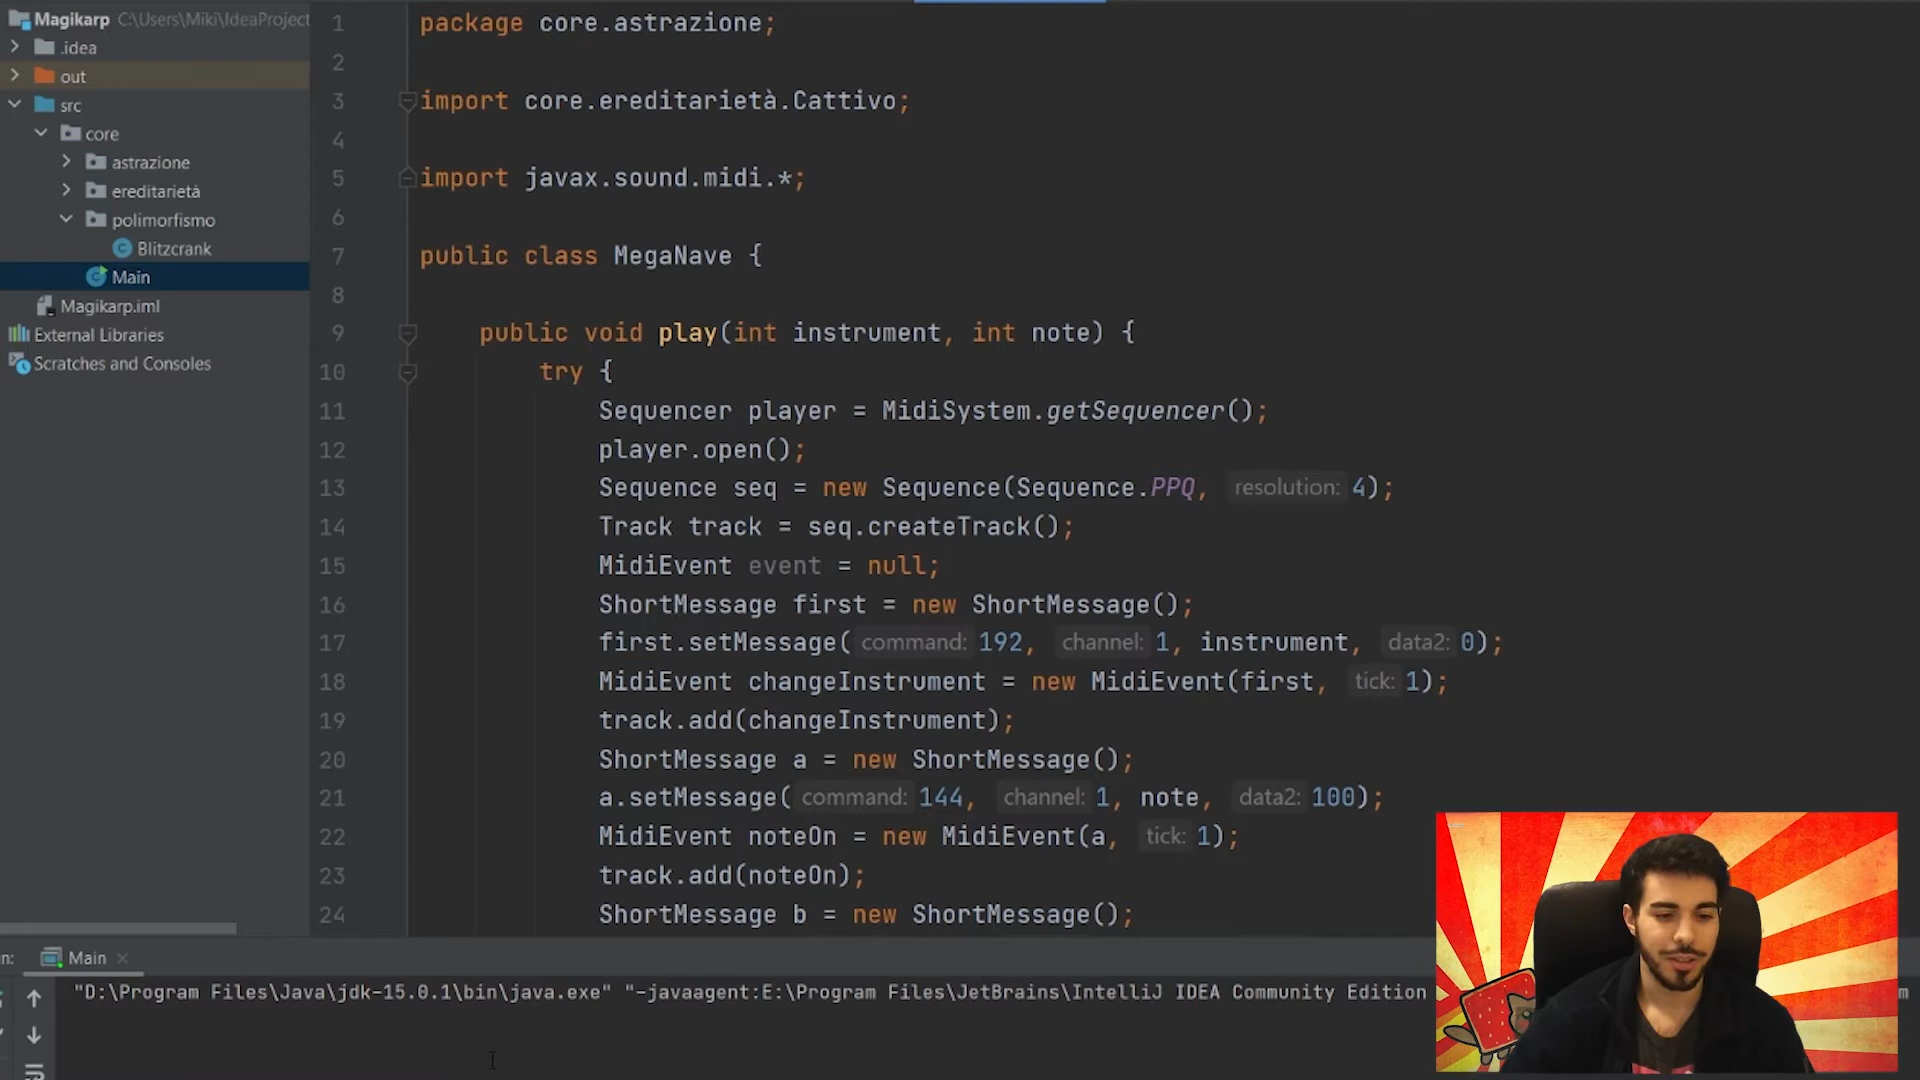 Magikarp C:\Users\Miki\IdeaProject
.idea
out
src
core
astrazione
ereditarietà
polimorfismo
Blitzcrank
Main
Magikarp.iml
External Libraries
Scratches and Consoles
1 package core.astrazione;
2
3 import core.ereditarietà.Cattivo;
4
5 import javax.sound.midi.*;
6
7 public class MegaNave {
8
9 public void play(int instrument, int note) {
10 try {
11 Sequencer player = MidiSystem.getSequencer();
12 player.open();
13 Sequence seq = new Sequence(Sequence.PPQ, resolution: 4);
14 Track track = seq.createTrack();
15 MidiEvent event = null;
16 ShortMessage first = new ShortMessage();
17 first.setMessage( command: 192, channel: 1, instrument, data2: 0);
18 MidiEvent changeInstrument = new MidiEvent(first, tick: 1);
19 track.add(changeInstrument);
20 ShortMessage a = new ShortMessage();
21 a.setMessage( command: 144, channel: 1, note, data2: 100);
22 MidiEvent noteOn = new MidiEvent(a, tick: 1);
23 track.add(noteOn);
24 ShortMessage b = new ShortMessage();
n: Main
"D:\Program Files\Java\jdk-15.0.1\bin\java.exe" "-javaagent:E:\Program Files\JetBrains\IntelliJ IDEA Community Edition